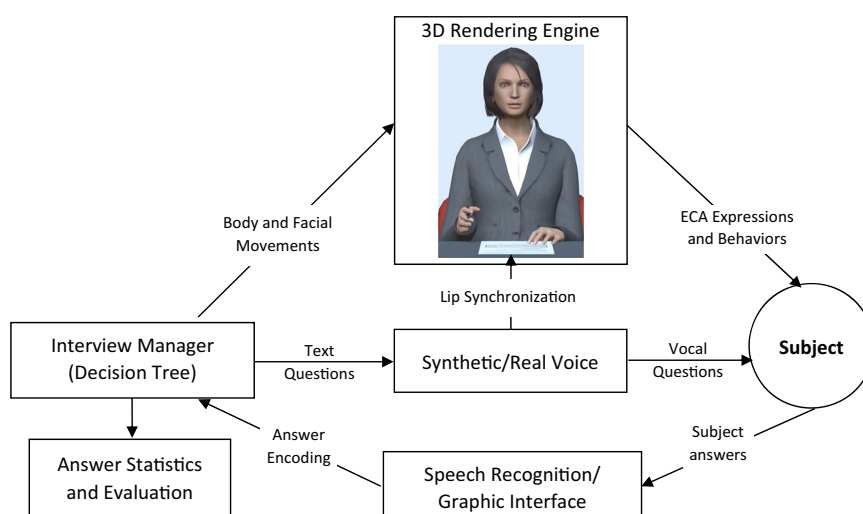 3D Rendering Engine
Body and Facial
Movements
ECA Expressions
and Behaviors
Lip Synchronization
Interview Manager
(Decision Tree)
Text
Questions
Synthetic/Real Voice
Vocal
Questions
Subject
Answer
Encoding
Subject
answers
Answer Statistics
and Evaluation
Speech Recognition/
Graphic Interface